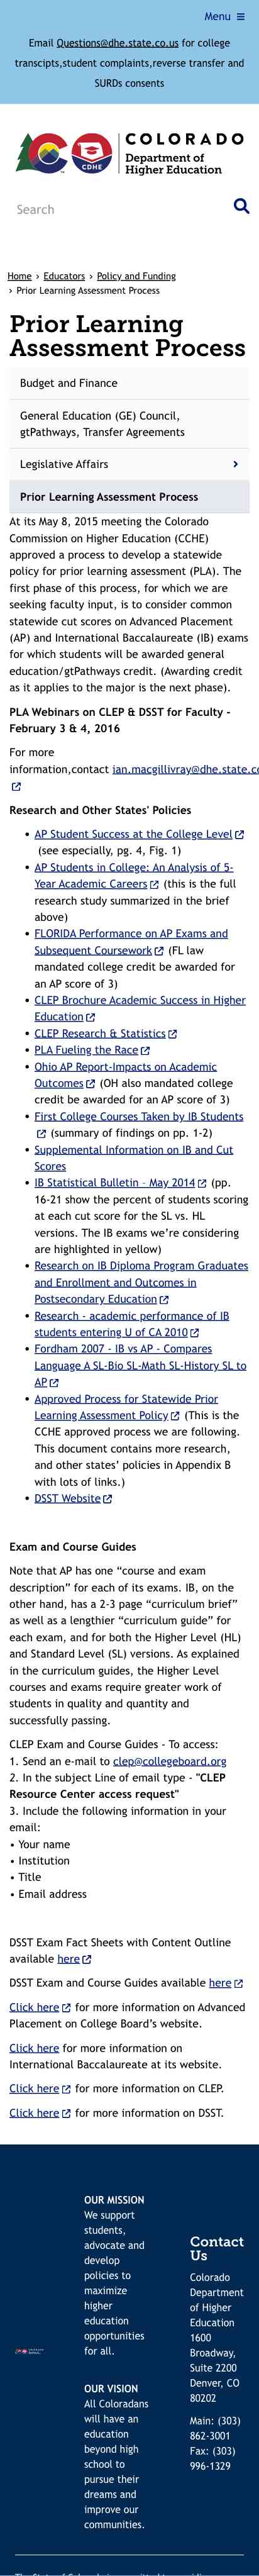 Menu
Email Questions@dhe.state.co.us for college
transcipts,student complaints,reverse transfer and
SURDs consents
CDHE
COLORADO
Department of
Higher Education
Search
Home > Educators > Policy and Funding
> Prior Learning Assessment Process
Prior Learning
Assessment Process
Budget and Finance
General Education (GE) Council,
gtPathways, Transfer Agreements
Legislative Affairs
Prior Learning Assessment Process
At its May 8, 2015 meeting the Colorado
Commission on Higher Education (CCHE)
approved a process to develop a statewide
policy for prior learning assessment (PLA). The
first phase of this process, for which we are
seeking faculty input, is to consider common
statewide cut scores on Advanced Placement
(AP) and International Baccalaureate (IB) exams
for which students will be awarded general
education/gtPathways credit. (Awarding credit
as it applies to the major is the next phase).
PLA Webinars on CLEP & DSST for Faculty -
February 3 & 4, 2016
For more
information,contact ian.macgillivray@dhe.state.co
Research and Other States' Policies
• AP Student Success at the College Level
(see especially, pg. 4, Fig. 1)
• AP Students in College: An Analysis of 5-
Year Academic Careers (this is the full
research study summarized in the brief
above)
• FLORIDA Performance on AP Exams and
Subsequent Coursework (FL law
mandated college credit be awarded for
an AP score of 3)
• CLEP Brochure Academic Success in Higher
Education
• CLEP Research & Statistics
• PLA Fueling the Race
• Ohio AP Report-Impacts on Academic
Outcomes (OH also mandated college
credit be awarded for an AP score of 3)
• First College Courses Taken by IB Students
(summary of findings on pp. 1-2)
• Supplemental Information on IB and Cut
Scores
• IB Statistical Bulletin – May 2014 (pp.
16-21 show the percent of students scoring
at each cut score for the SL vs. HL
versions. The IB exams we’re considering
are highlighted in yellow)
• Research on IB Diploma Program Graduates
and Enrollment and Outcomes in
Postsecondary Education
• Research - academic performance of IB
students entering U of CA 2010
• Fordham 2007 - IB vs AP - Compares
Language A SL-Bio SL-Math SL-History SL to
AP
• Approved Process for Statewide Prior
Learning Assessment Policy (This is the
CCHE approved process we are following.
This document contains more research,
and other states’ policies in Appendix B
with lots of links.)
• DSST Website
Exam and Course Guides
Note that AP has one “course and exam
description” for each of its exams. IB, on the
other hand, has a 2-3 page “curriculum brief”
as well as a lengthier “curriculum guide” for
each exam, and for both the Higher Level (HL)
and Standard Level (SL) versions. As explained
in the curriculum guides, the Higher Level
courses and exams require greater work of
students in quality and quantity and
successfully passing.
CLEP Exam and Course Guides - To access:
1. Send an e-mail to clep@collegeboard.org
2. In the subject Line of email type - "CLEP
Resource Center access request"
3. Include the following information in your
email:
• Your name
• Institution
• Title
• Email address
DSST Exam Fact Sheets with Content Outline
available here
DSST Exam and Course Guides available here
Click here for more information on Advanced
Placement on College Board’s website.
Click here for more information on
International Baccalaureate at its website.
Click here for more information on CLEP.
Click here for more information on DSST.
OUR MISSION
We support
students,
advocate and
develop
policies to
maximize
higher
education
opportunities
for all.
OUR VISION
All Coloradans
will have an
education
beyond high
school to
pursue their
dreams and
improve our
communities.
Contact
Us
Colorado
Department
of Higher
Education
1600
Broadway,
Suite 2200
Denver, CO
80202
Main: (303)
862-3001
Fax: (303)
996-1329